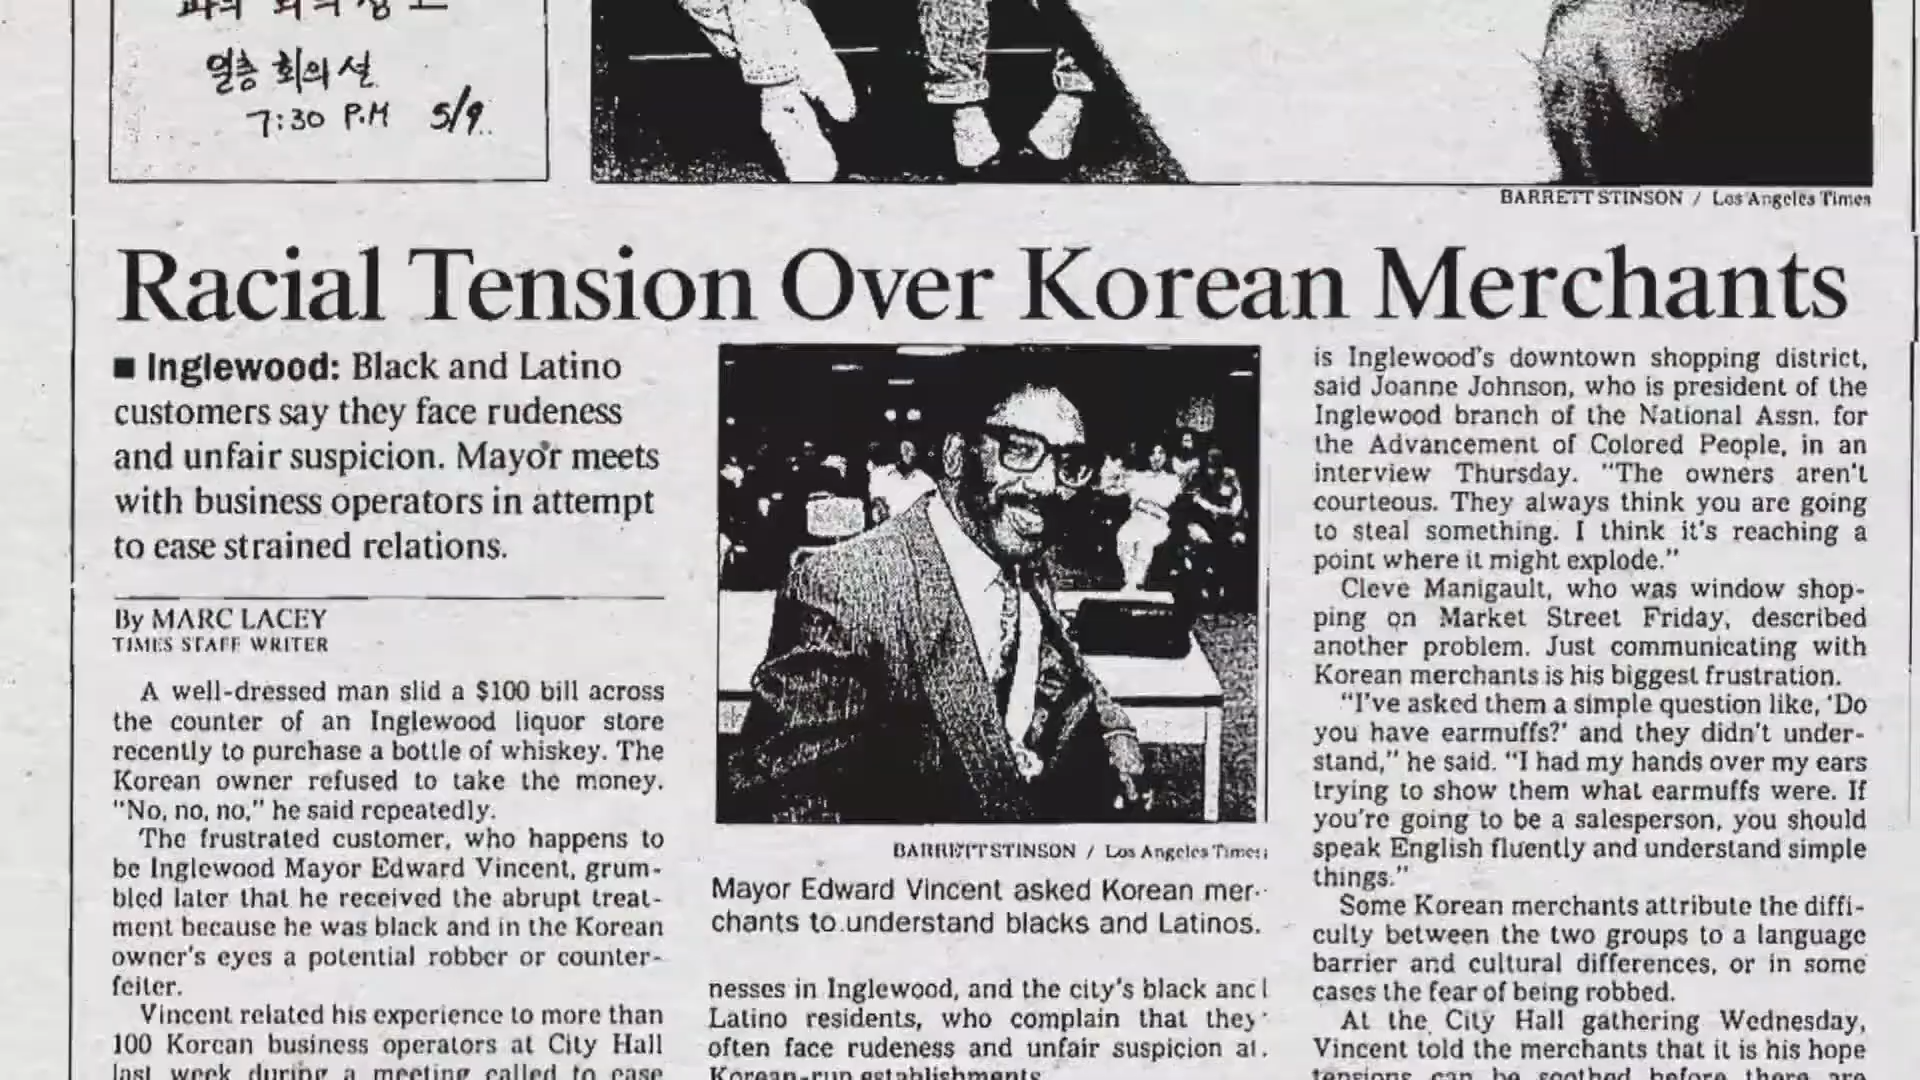 회의
열층 회의실
7:30 P.M 5/9
BARRETT STINSON / Los Angeles Times
Racial Tension Over Korean Merchants
■ Inglewood: Black and Latino
customers say they face rudeness
and unfair suspicion. Mayor meets
with business operators in attempt
to ease strained relations.
By MARC LACEY
TIMES STAFF WRITER
A well-dressed man slid a $100 bill across
the counter of an Inglewood liquor store
recently to purchase a bottle of whiskey. The
Korean owner refused to take the money.
"No, no, no," he said repeatedly.
The frustrated customer, who happens to
be Inglewood Mayor Edward Vincent, grum-
bled later that he received the abrupt treat-
ment because he was black and in the Korean
owner's eyes a potential robber or counter-
feiter.
Vincent related his experience to more than
100 Korean business operators at City Hall
last week during a meeting called to ease
BARRETT STINSON / Los Angeles Times
Mayor Edward Vincent asked Korean mer-
chants to understand blacks and Latinos.
nesses in Inglewood, and the city's black and
Latino residents, who complain that they
often face rudeness and unfair suspicion at
Korean-run establishments.
is Inglewood's downtown shopping district,
said Joanne Johnson, who is president of the
Inglewood branch of the National Assn. for
the Advancement of Colored People, in an
interview Thursday. "The owners aren't
courteous. They always think you are going
to steal something. I think it's reaching a
point where it might explode."
Cleve Manigault, who was window shop-
ping on Market Street Friday, described
another problem. Just communicating with
Korean merchants is his biggest frustration.
"I've asked them a simple question like, 'Do
you have earmuffs?' and they didn't under-
stand," he said. "I had my hands over my ears
trying to show them what earmuffs were. If
you're going to be a salesperson, you should
speak English fluently and understand simple
things."
Some Korean merchants attribute the diffi-
culty between the two groups to a language
barrier and cultural differences, or in some
cases the fear of being robbed.
At the City Hall gathering Wednesday,
Vincent told the merchants that it is his hope
tensions can be soothed before there are